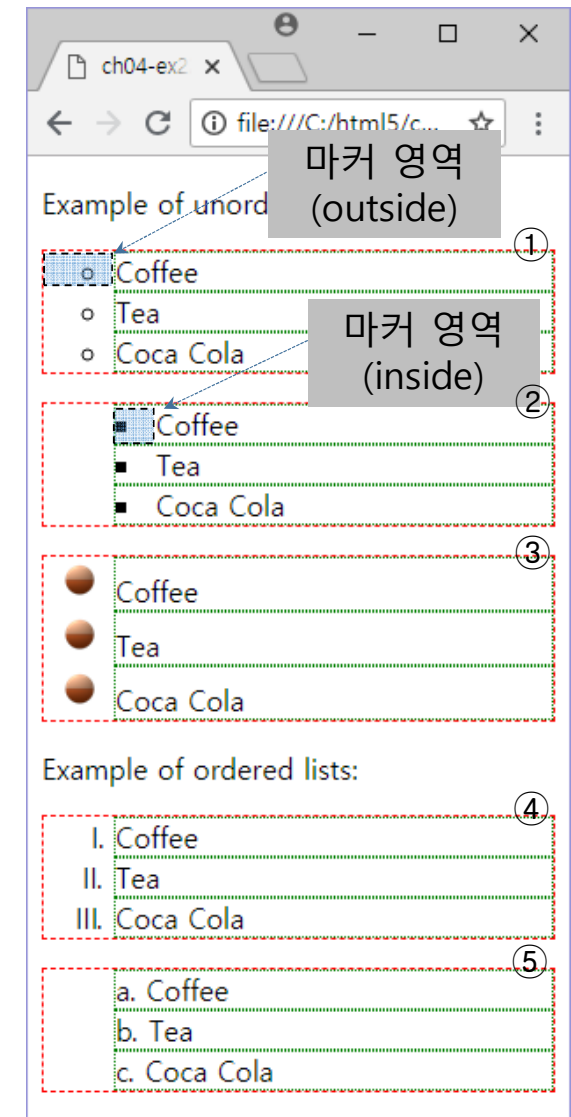 ch04-ex2
file:///C:/html5/c...
마커 영역
(outside)
Example of unord
①
Coffee
Tea
Coca Cola
마커 영역
(inside)
②
Coffee
Tea
Coca Cola
③
Coffee
Tea
Coca Cola
Example of ordered lists:
④
I. Coffee
II. Tea
III. Coca Cola
⑤
a. Coffee
b. Tea
c. Coca Cola